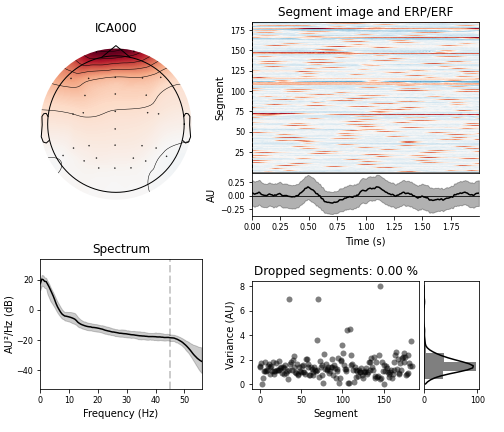 ICA000
Segment image and ERP/ERF
Segment
175
150
125
100
75
50
25
AU
0.25
0.00
−0.25
0.00 0.25 0.50 0.75 1.00 1.25 1.50 1.75
Time (s)
Spectrum
AU²/Hz (dB)
20
0
−20
−40
0 10 20 30 40 50
Frequency (Hz)
Dropped segments: 0.00 %
Variance (AU)
8
6
4
2
0
0 50 100 150
Segment
0 100